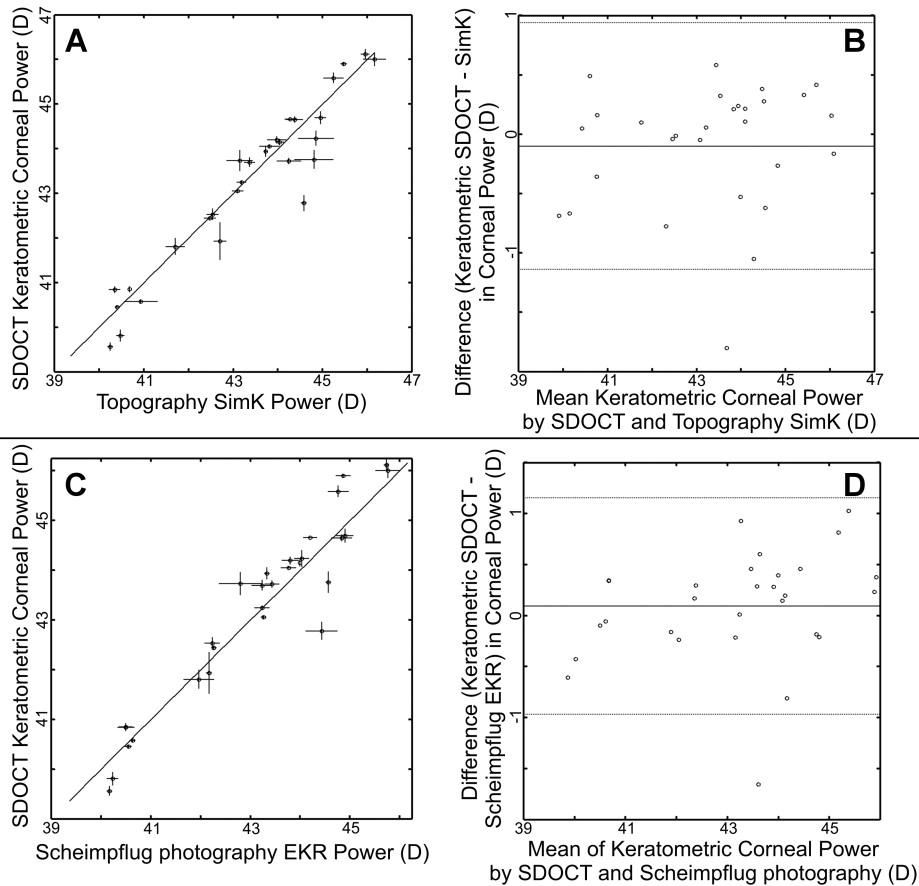 A
SDOCT Keratometric Corneal Power (D)
47
45
43
41
39
41
43
45
47
Topography SimK Power (D)
B
Difference (Keratometric SDOCT - SimK)
in Corneal Power (D)
1
0
-1
39
41
43
45
47
Mean Keratometric Corneal Power
by SDOCT and Topography SimK (D)
C
SDOCT Keratometric Corneal Power (D)
45
43
41
39
41
43
45
Scheimpflug photography EKR Power (D)
D
Difference (Keratometric SDOCT -
Scheimpflug EKR) in Corneal Power (D)
1
0
-1
39
41
43
45
Mean of Keratometric Corneal Power
by SDOCT and Scheimpflug photography (D)